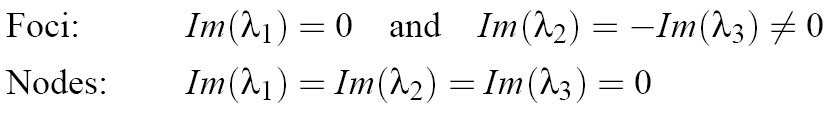 Foci: Im(λ₁) = 0 and Im(λ₂) = −Im(λ₃) ≠ 0
Nodes: Im(λ₁) = Im(λ₂) = Im(λ₃) = 0